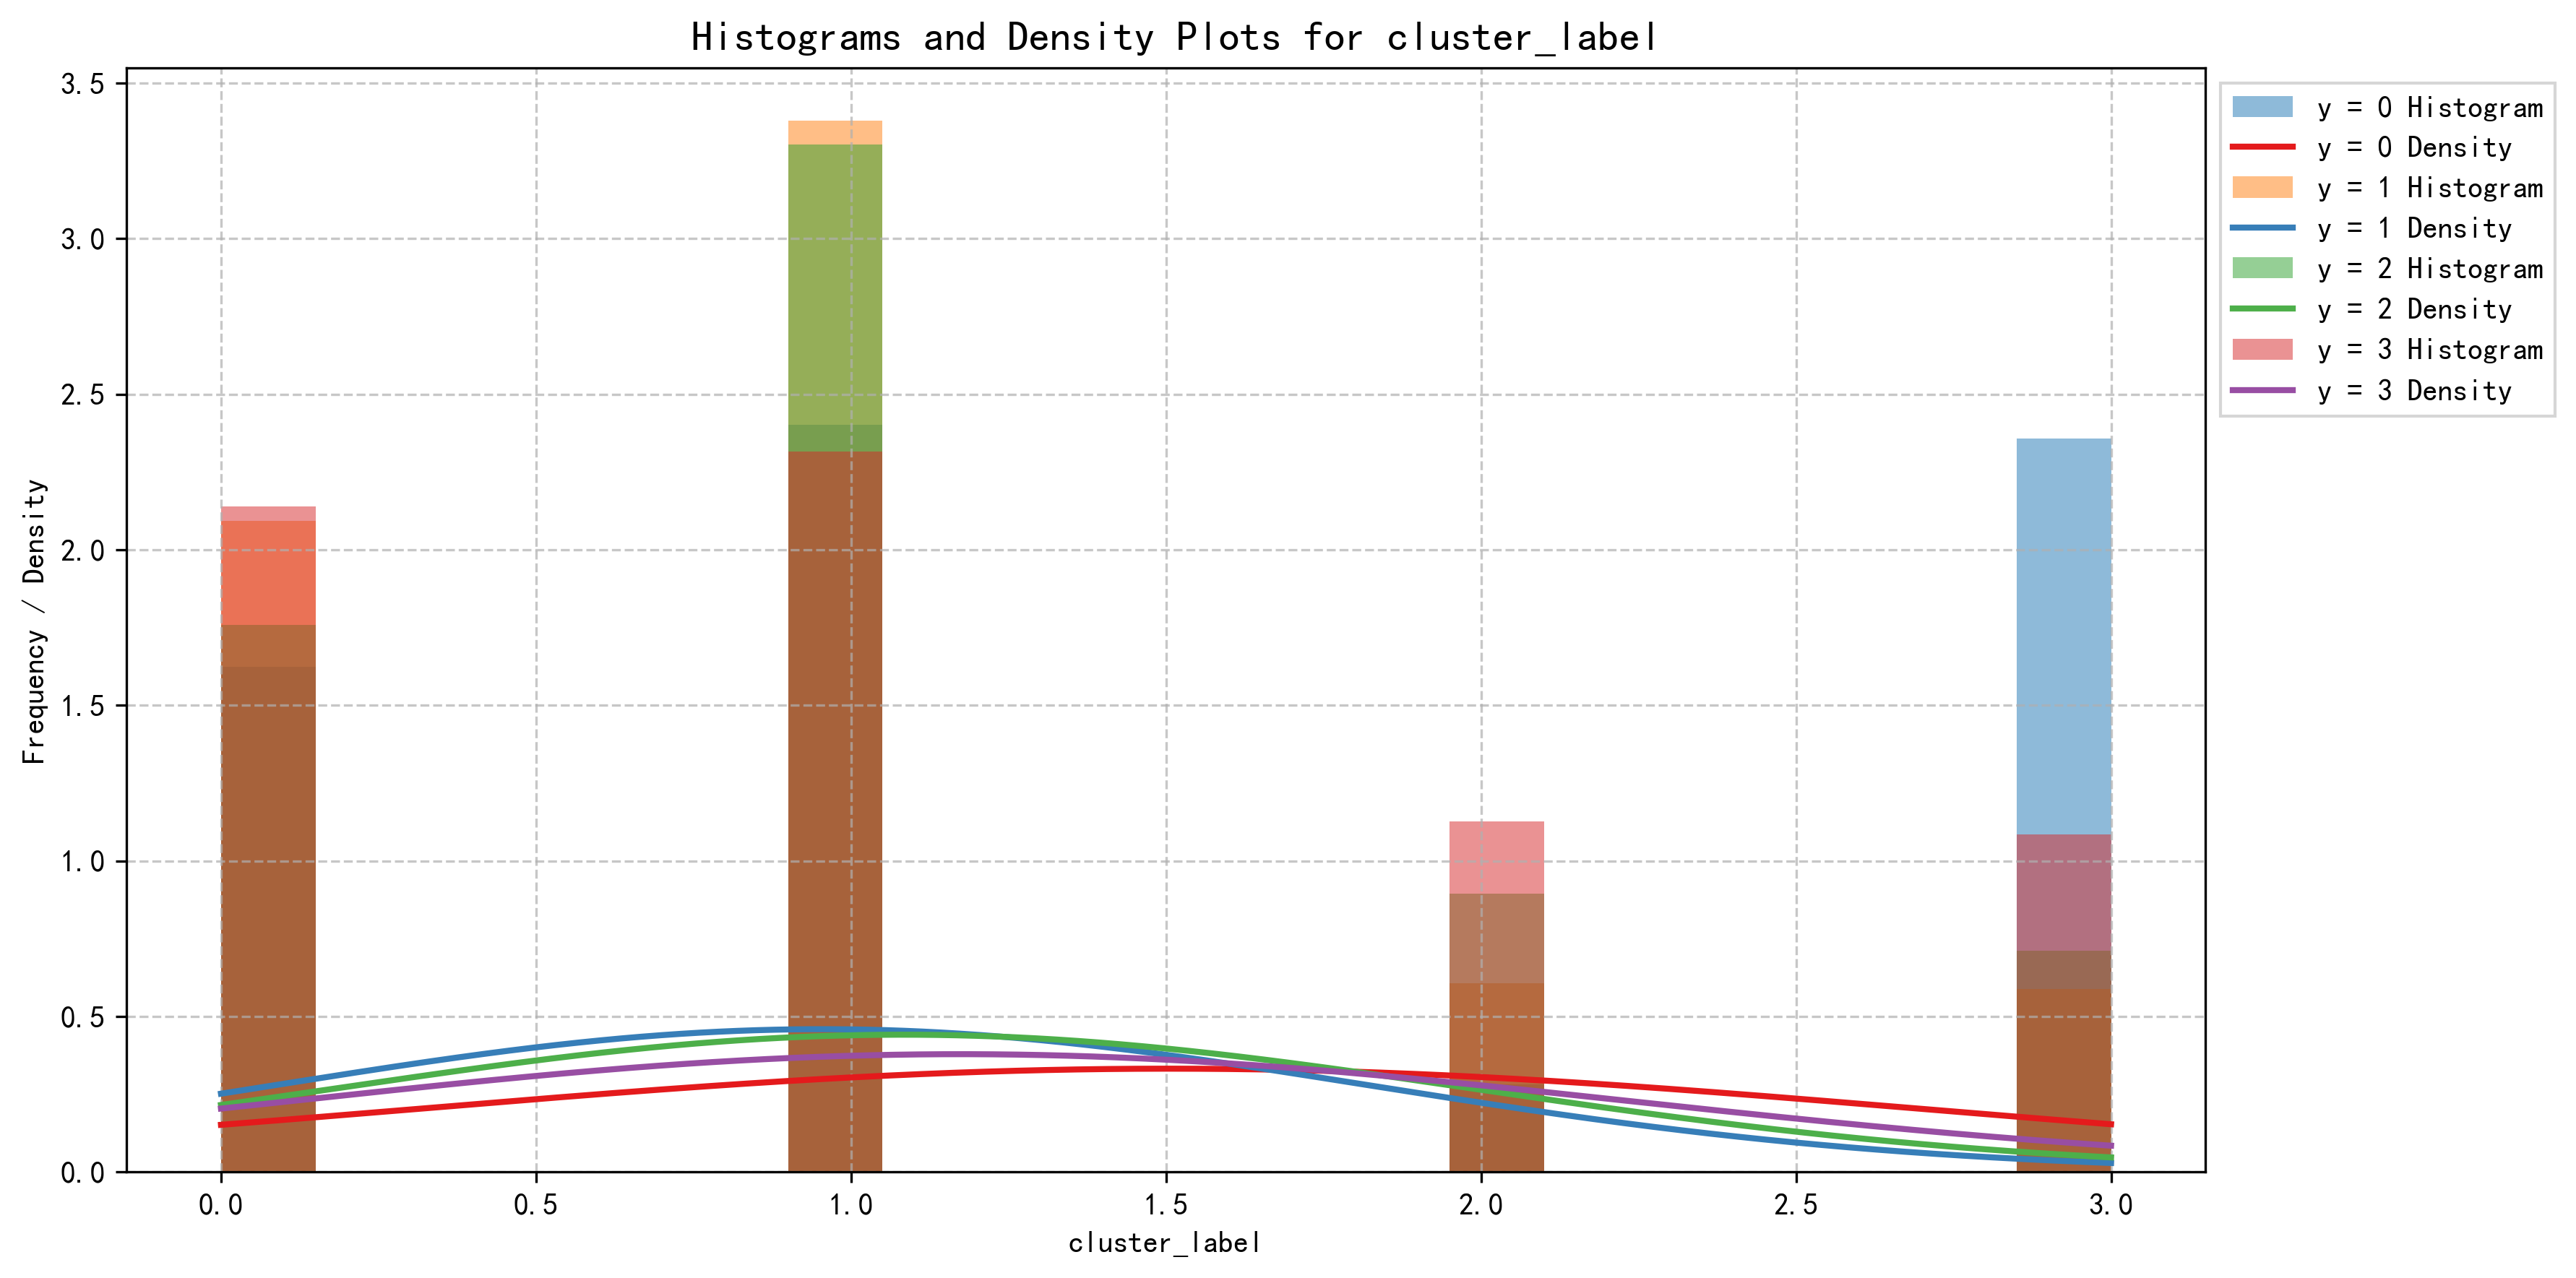 Histograms and Density Plots for cluster_label
3.5
3.0
2.5
2.0
1.5
1.0
0.5
0.0
Frequency / Density
0.0 0.5 1.0 1.5 2.0 2.5 3.0
cluster_label
y = 0 Histogram
y = 0 Density
y = 1 Histogram
y = 1 Density
y = 2 Histogram
y = 2 Density
y = 3 Histogram
y = 3 Density